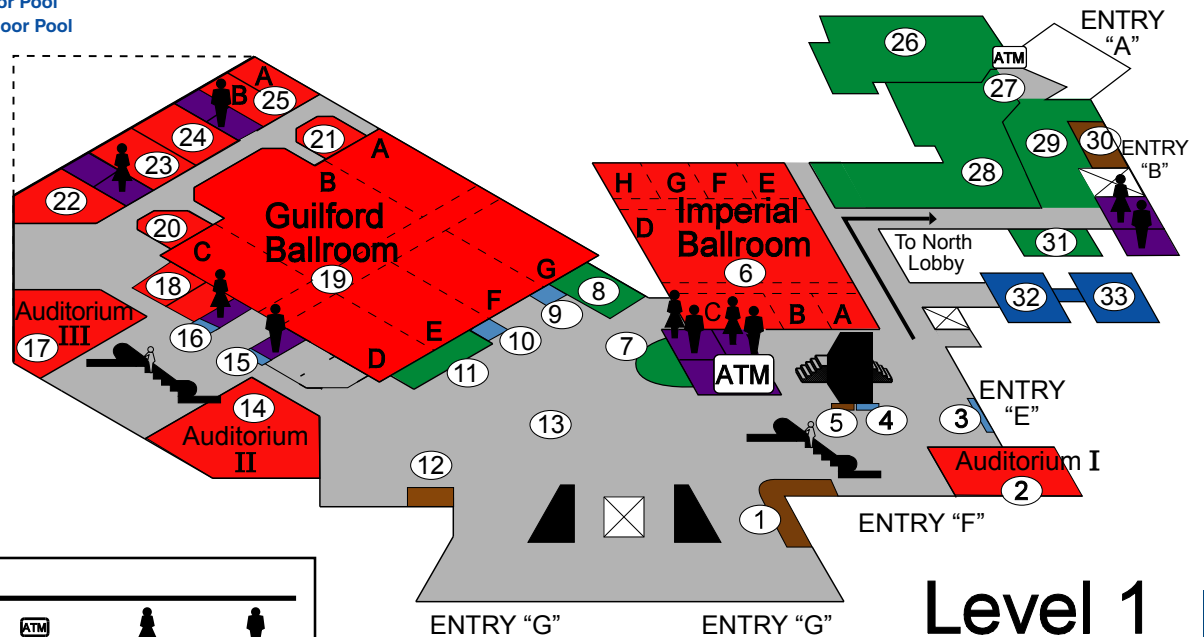 or Pool
oor Pool
ENTRY
"A"
26
ATM
27
A
B
25
24
21
A
23
B
22
29
30
ENTRY
"B"
28
H G F E
Guilford
Ballroom
Imperial
Ballroom
D
20
C
19
6
To North
Lobby
31
18
G
8
32
33
F
9
C B A
Auditorium
III
17
16
E
10
7
15
D
11
ATM
14
Auditorium
II
13
5
4
3
ENTRY
"E"
12
Auditorium I
2
1
ENTRY "F"
ENTRY "G"
ENTRY "G"
Level 1
ATM